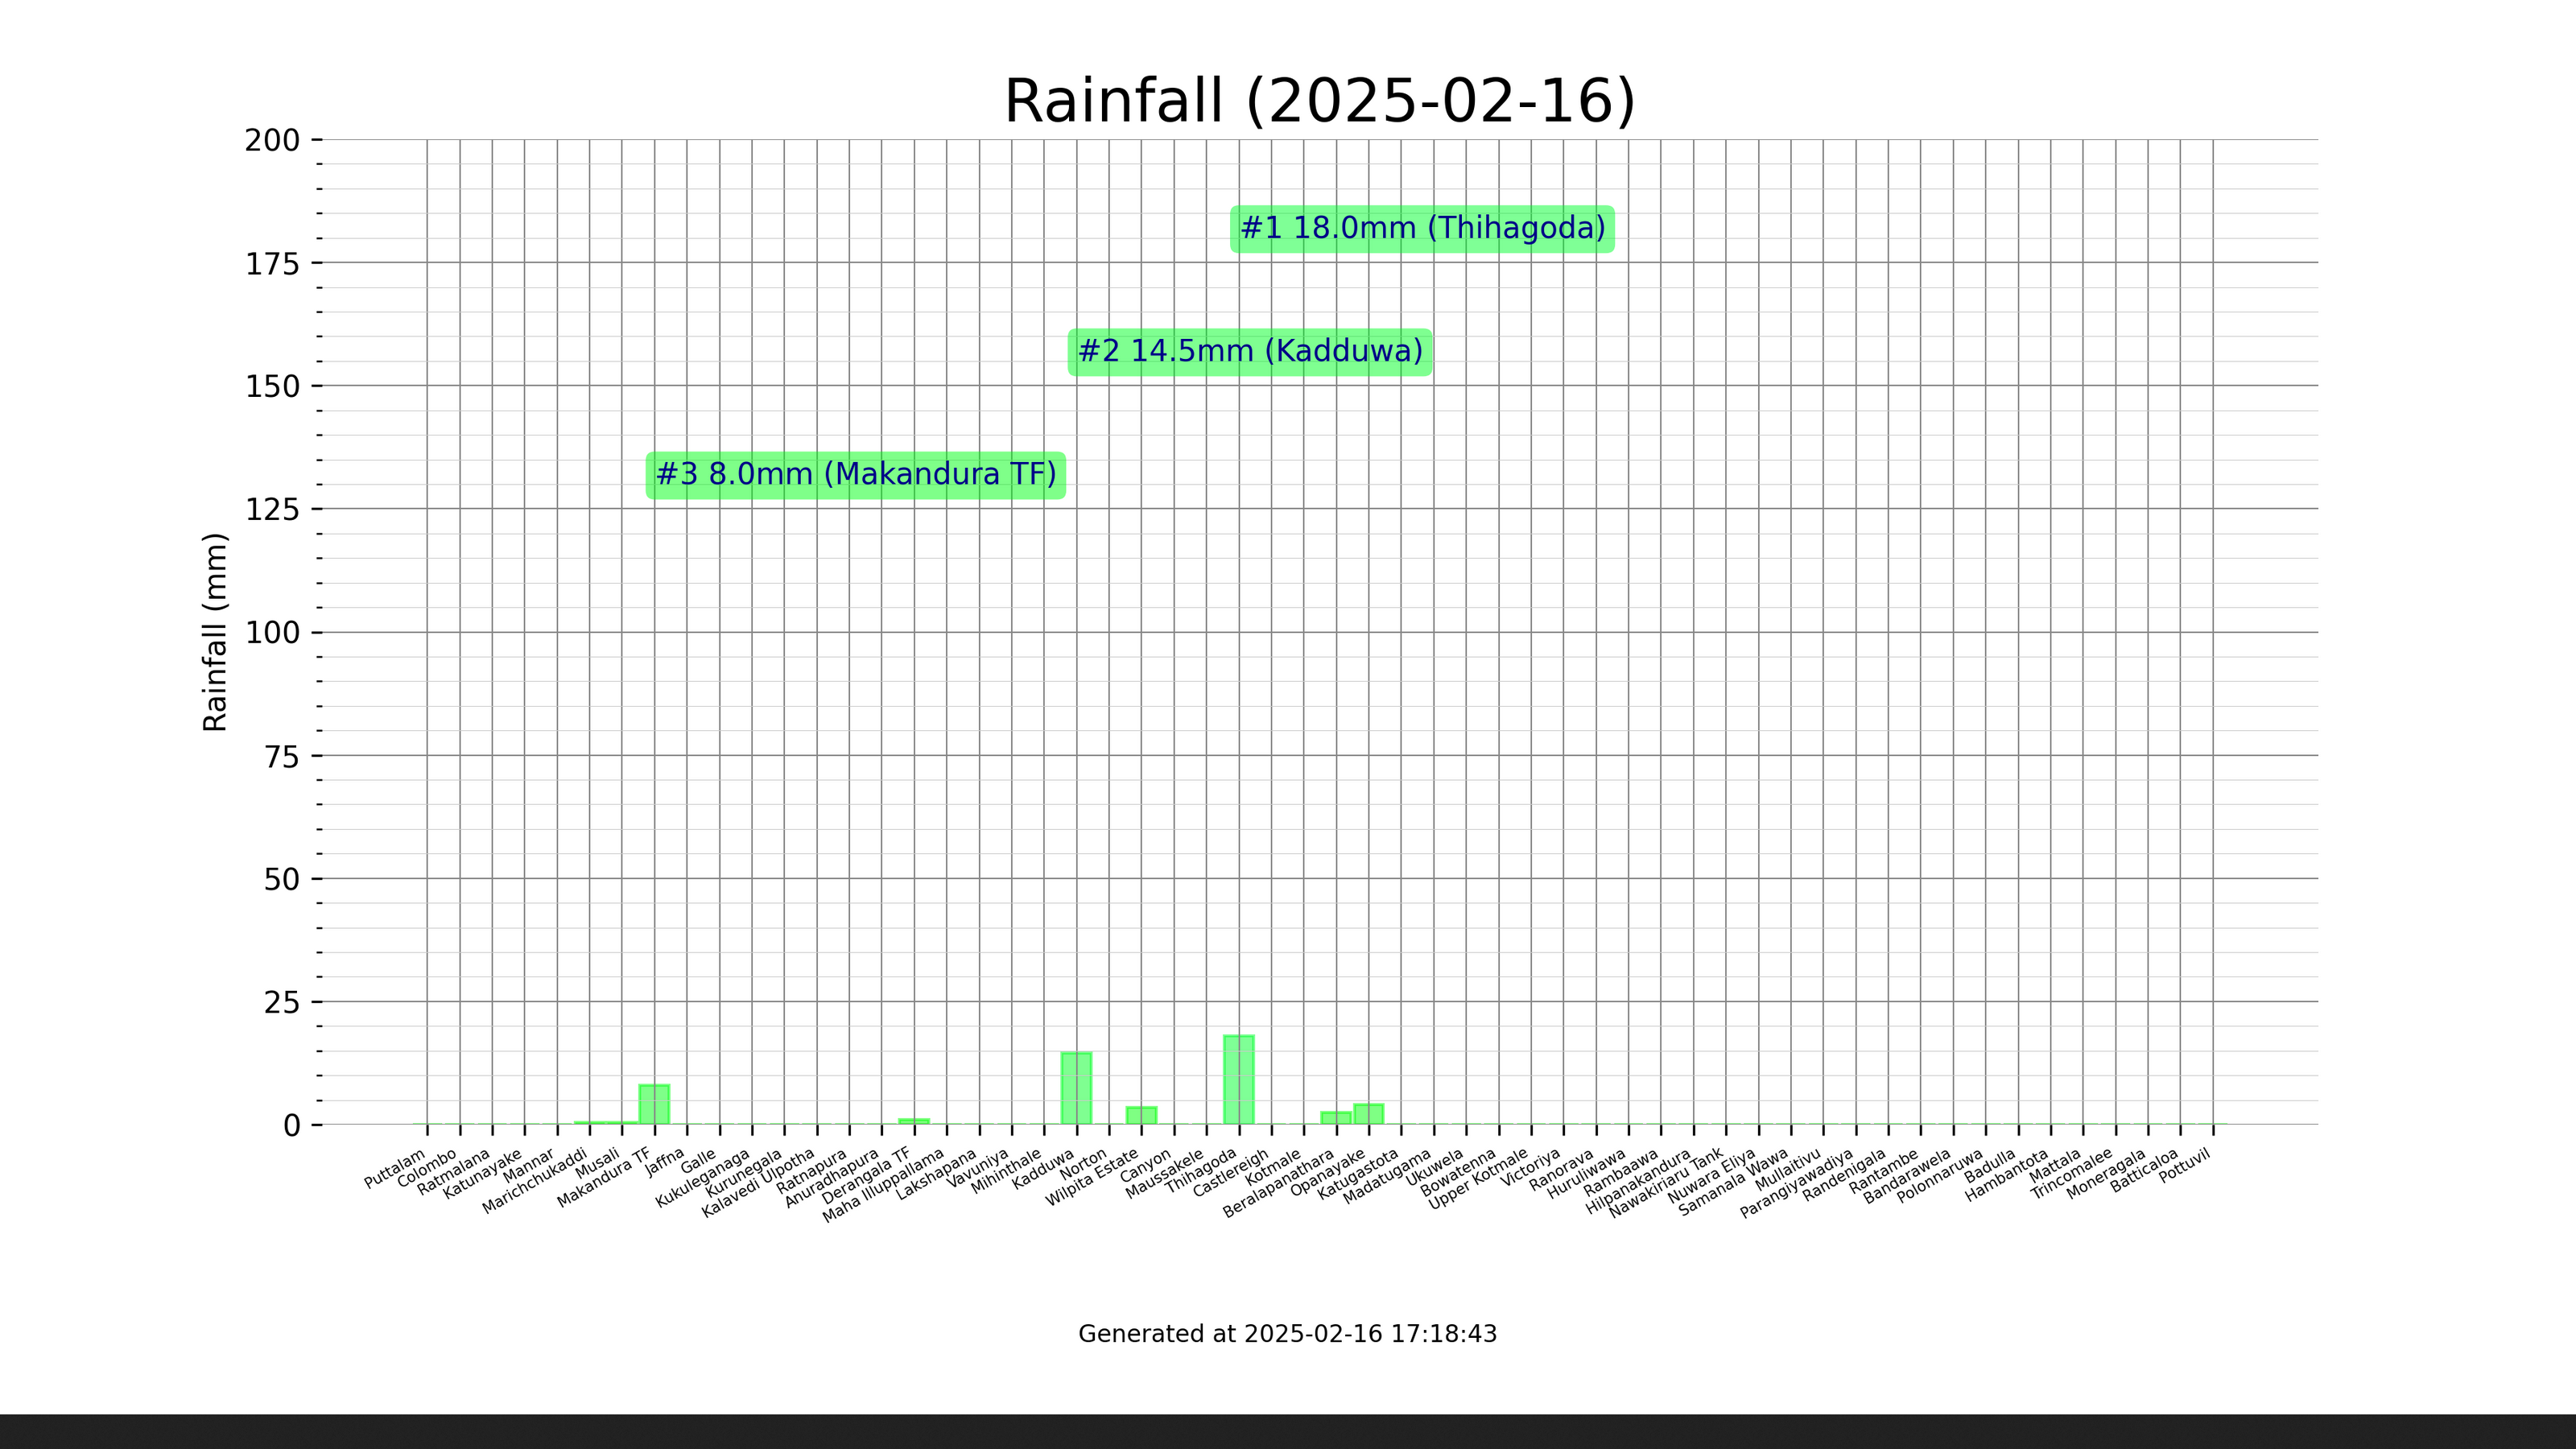 Rainfall (2025-02-16)
200
175
150
125
100
75
50
25
0
Rainfall (mm)
#1 18.0mm (Thihagoda)
#2 14.5mm (Kadduwa)
#3 8.0mm (Makandura TF)
Puttalam
Colombo
Ratmalana
Katunayake
Mannar
Marichchukaddi
Musali
Makandura TF
Jaffna
Galle
Kukuleganaga
Kurunegala
Klavedi Ulpotha
Ratnapura
Anuradhapura
Derangala TF
Maha Illuppallama
Lakshapana
Vavuniya
Mihinthale
Kadduwa
Norton
Wilpita Estate
Canyon
Maussakele
Thihagoda
Castlereigh
Kotmale
Beralapanathara
Opanayake
Katugastota
Madatugama
Ukuwela
Bowatenna
Upper Kotmale
Victoriya
Ranorava
Huruliwawa
Rambaawa
Hilpanakandura
Nawakiriaru Tank
Nuwara Eliya
Samanala Wawa
Mullaitivu
Parangiyawadiya
Randenigala
Rantambe
Bandarawela
Polonnaruwa
Badulla
Hambantota
Mattala
Trincomalee
Moneragala
Batticaloa
Pottuvil
Generated at 2025-02-16 17:18:43